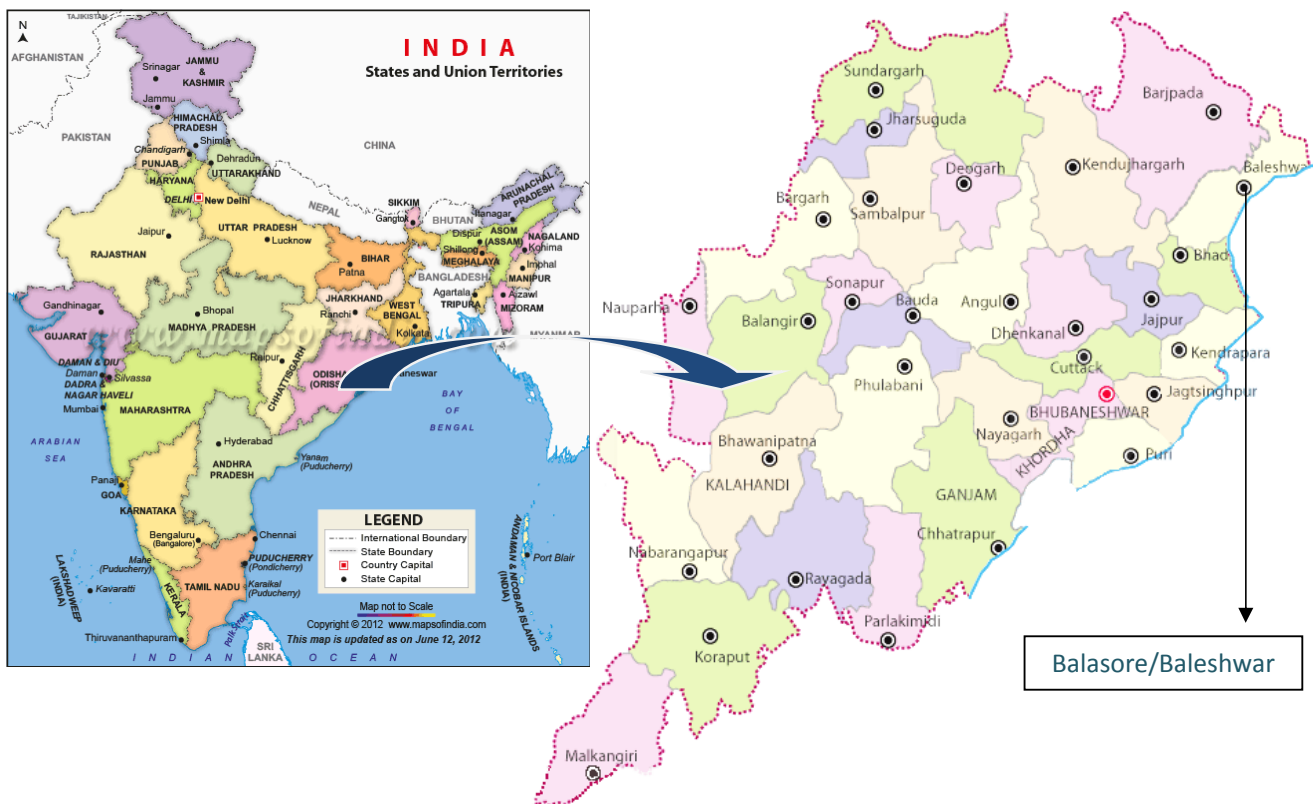 N
TAJIKISTAN
AFGHANISTAN
INDIA
States and Union Territories
JAMMU
&
KASHMIR
Srinagar
Jammu
HIMACHAL
PRADESH
Shimla
PAKISTAN
CHINA
Chandigarh
PUNJAB
Dehradun
UTTARAKHAND
HARYANA
DELHI
New Delhi
NEPAL
SIKKIM
Gangtok
BHUTAN
ARUNACHAL
PRADESH
Itanagar
Dispur
ASOM
(ASSAM)
NAGALAND
Kohima
Shillong
MEGHALAYA
Imphal
MANIPUR
BANGLADESH
Agartala
TRIPURA
Aizawl
MIZORAM
MYANMAR
Jaipur
RAJASTHAN
UTTAR PRADESH
Lucknow
BIHAR
Patna
JHARKHAND
Ranchi
WEST
BENGAL
Kolkata
Gandhinagar
GUJARAT
Bhopal
MADHYA PRADESH
www.mapsofin
Raipur
CHHATTISGARH
ODISHA
(ORISS
aneswar
DAMAN & DIU
Daman
Silvassa
DADRA &
NAGAR HAVELI
Mumbai
MAHARASHTRA
BAY
OF
BENGAL
ARABIAN
SEA
Hyderabad
ANDHRA
PRADESH
Yanam
(Puducherry)
Panaji
GOA
KARNATAKA
Bengaluru
(Bangalore)
Chennai
Mahe
(Puducherry)
PUDUCHERRY
(Pondicherry)
Karaikal
(Puducherry)
TAMIL NADU
KERALA
LAKSHADWEEP
(INDIA)
Kavaratti
Thiruvananthapuram
Palk Strait
SRI
LANKA
INDIAN OCEAN
ANDAMAN & NICOBAR ISLANDS
(INDIA)
Port Blair
LEGEND
International Boundary
State Boundary
Country Capital
State Capital
Map not to Scale
Copyright © 2012 www.mapsofindia.com
This map is updated as on June 12, 2012
Sundargarh
Jharsuguda
Barjpada
Kendujhargarh
Baleshwa
Deogarh
Bargarh
Sambalpur
Bhad
Nauparha
Sonapur
Bauda
Angul
Balangir
Dhenkanal
Jajpur
Cuttack
Kendrapara
Phulabani
Jagtsinghpur
BHUBANESHWAR
Nayagarh
KHORDHA
Puri
Bhawanipatna
KALAHANDI
GANJAM
Chhatrapur
Nabarangapur
Rayagada
Parlakimidi
Koraput
Malkangiri
Balasore/Baleshwar